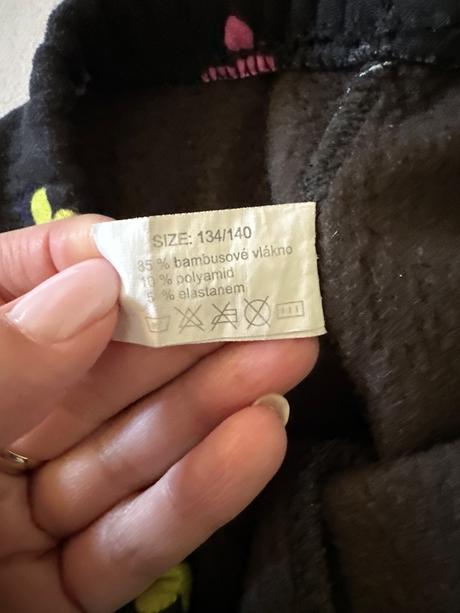 SIZE: 134/140
85 % bambusové vlákno
10 % polyamid
5 % elastanem